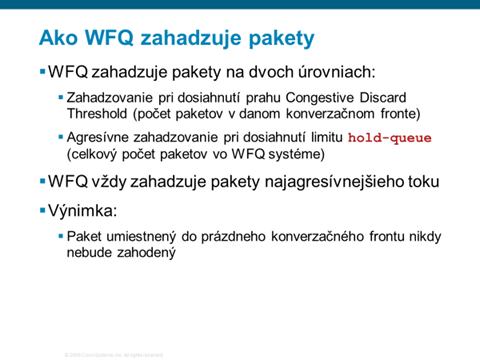 Ako WFQ zahadzuje pakety
WFQ zahadzuje pakety na dvoch úrovniach:
Zahadzovanie pri dosiahnutí prahu Congestive Discard
Threshold (počet paketov v danom konverzačnom fronte)
Agresívne zahadzovanie pri dosiahnutí limitu hold-queue
(celkový počet paketov vo WFQ systéme)
WFQ vždy zahadzuje pakety najagresívnejšieho toku
Výnimka:
Paket umiestnený do prázdneho konverzačného frontu nikdy
nebude zahodený
© 2009 Cisco Systems, Inc. All rights reserved.